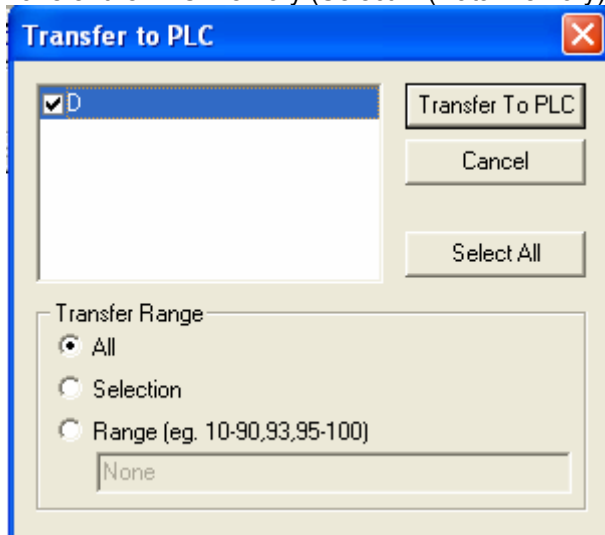 Transfer to PLC
D
Transfer To PLC
Cancel
Select All
Transfer Range
All
Selection
Range (eg. 10-90,93,95-100)
None